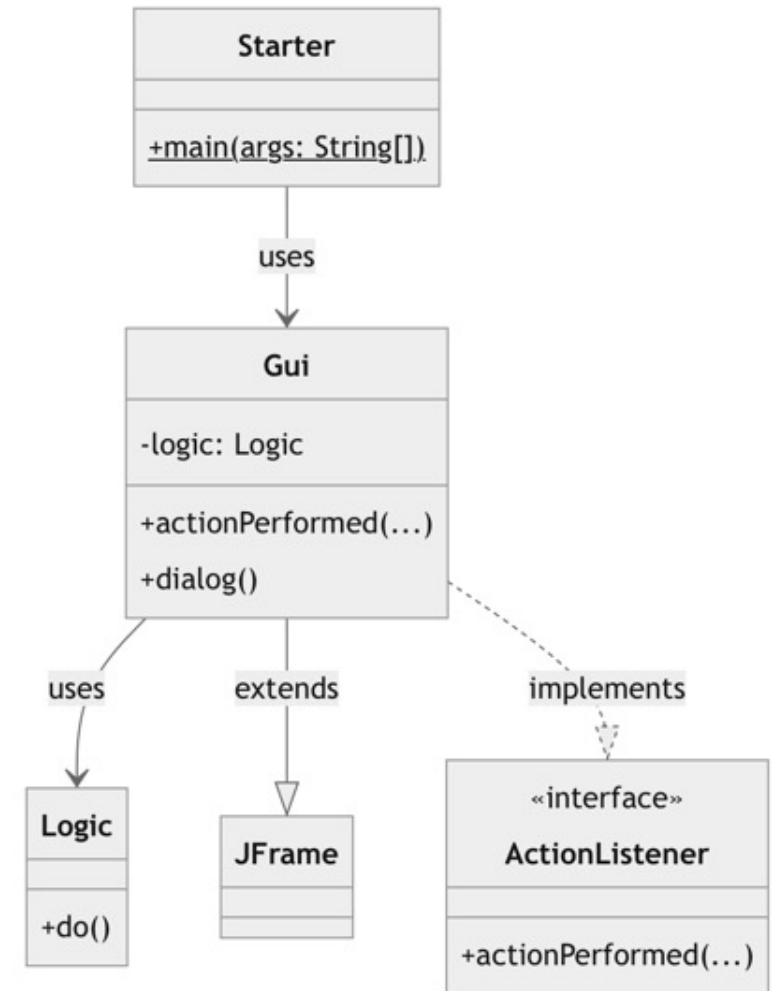 Starter
+main(args: String[])
uses
Gui
-logic: Logic
+actionPerformed(...)
+dialog()
uses
extends
implements
Logic
+do()
JFrame
«interface»
ActionListener
+actionPerformed(...)